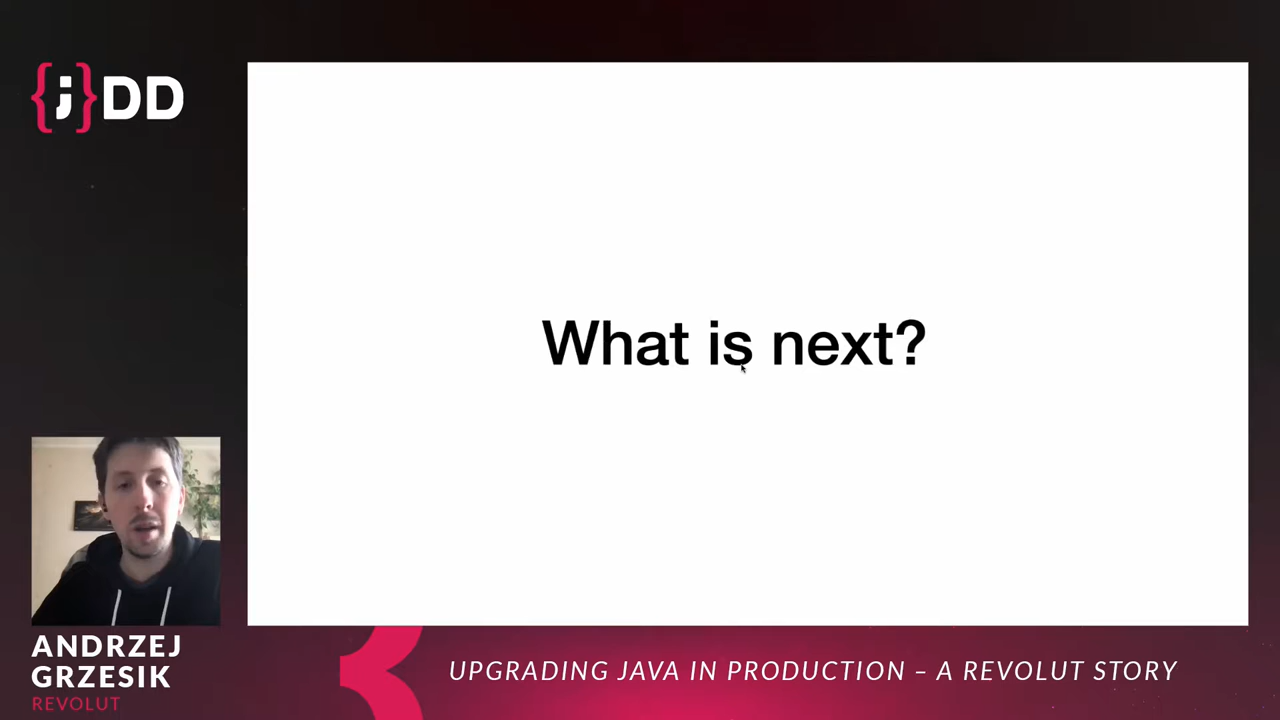 {;}DD
What is next?
ANDRZEJ
GRZESIK
REVOLUT
UPGRADING JAVA IN PRODUCTION – A REVOLUT STORY